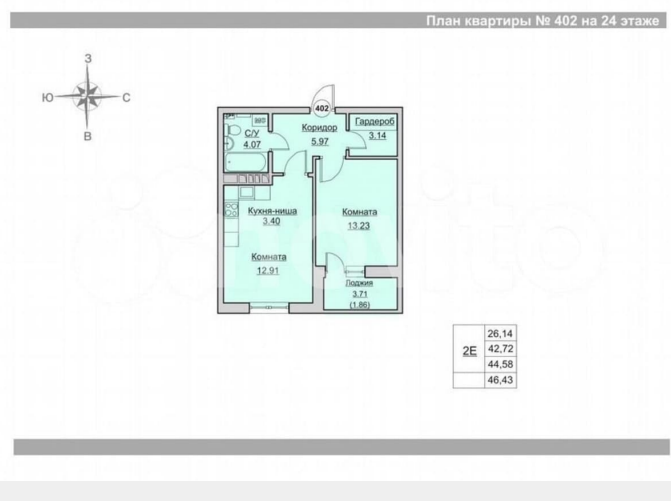 План квартиры № 402 на 24 этаже
З
Ю С
В
402
С/У
4.07
Коридор
5.97
Гардероб
3.14
Кухня-ниша
3.40
Комната
12.91
Комната
13.23
Лоджия
3.71
(1.86)
2Е
26,14
42,72
44,58
46,43
Avito